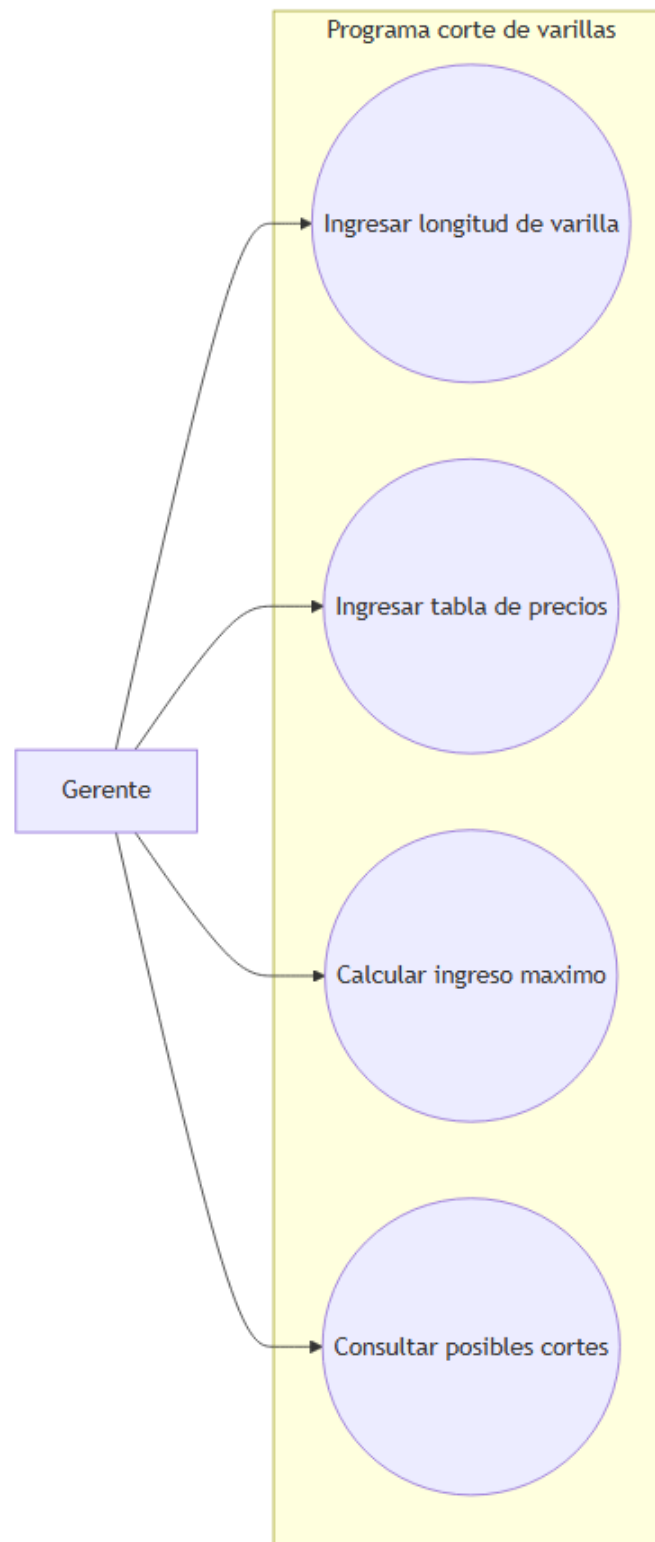 Programa corte de varillas
Ingresar longitud de varilla
Ingresar tabla de precios
Gerente
Calcular ingreso maximo
Consultar posibles cortes